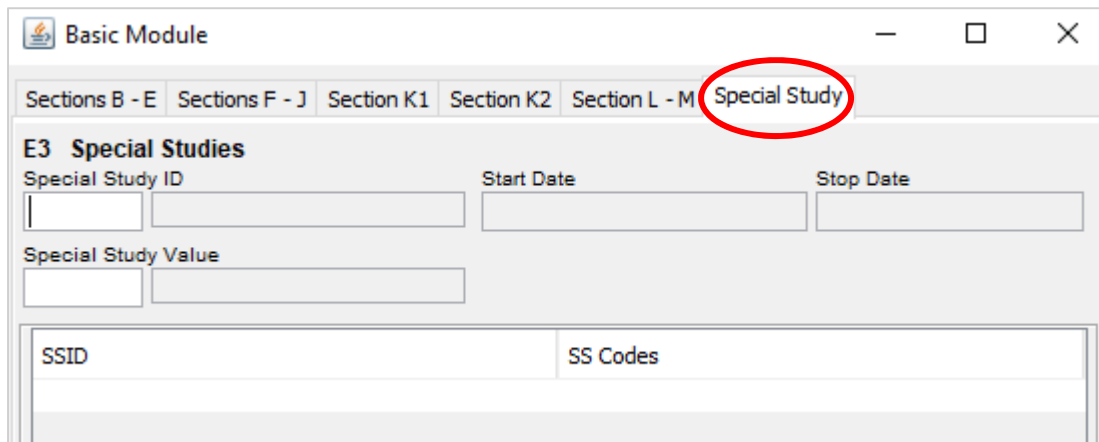 Basic Module
Sections B - E Sections F - J Section K1 Section K2 Section L - M Special Study
E3 Special Studies
Special Study ID Start Date Stop Date
Special Study Value
SSID SS Codes